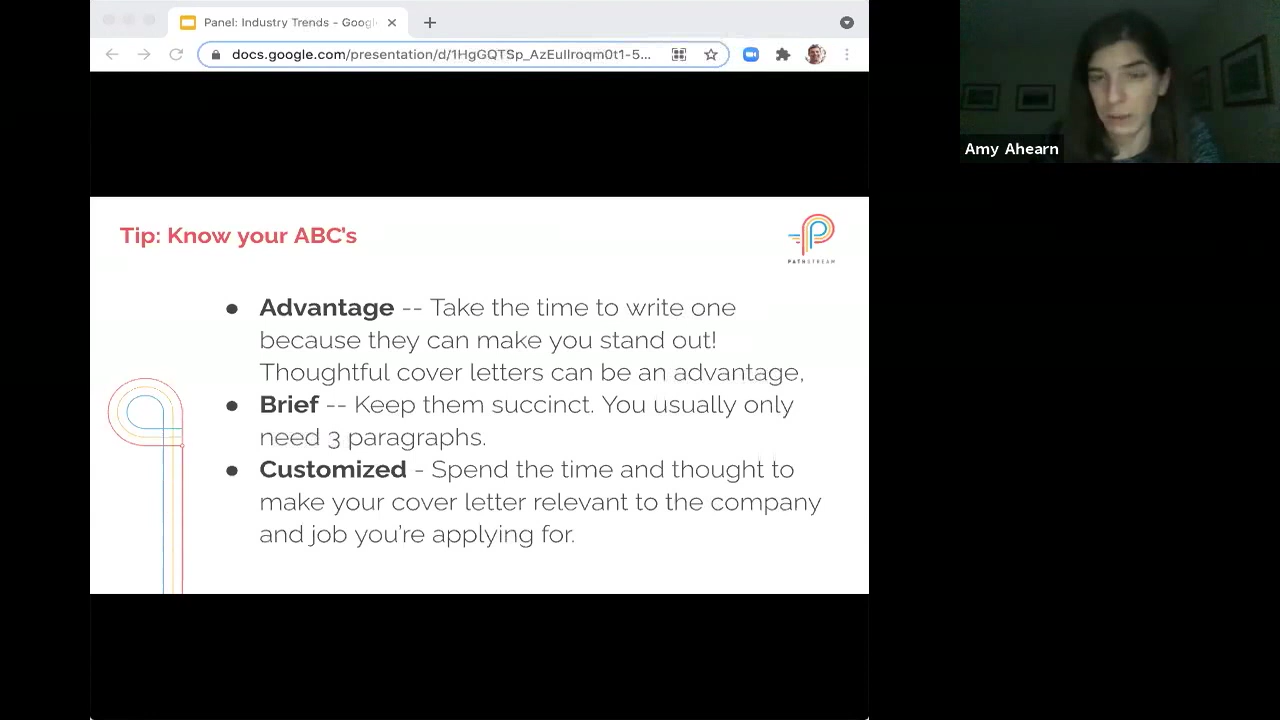 Panel: Industry Trends - Googl
docs.google.com/presentation/d/1HgGQTSp_AzEuIlroqm0t1-5...
Amy Ahearn
Tip: Know your ABC's
PATHSTREAM
● Advantage -- Take the time to write one
because they can make you stand out!
Thoughtful cover letters can be an advantage,
● Brief -- Keep them succinct. You usually only
need 3 paragraphs.
● Customized - Spend the time and thought to
make your cover letter relevant to the company
and job you're applying for.